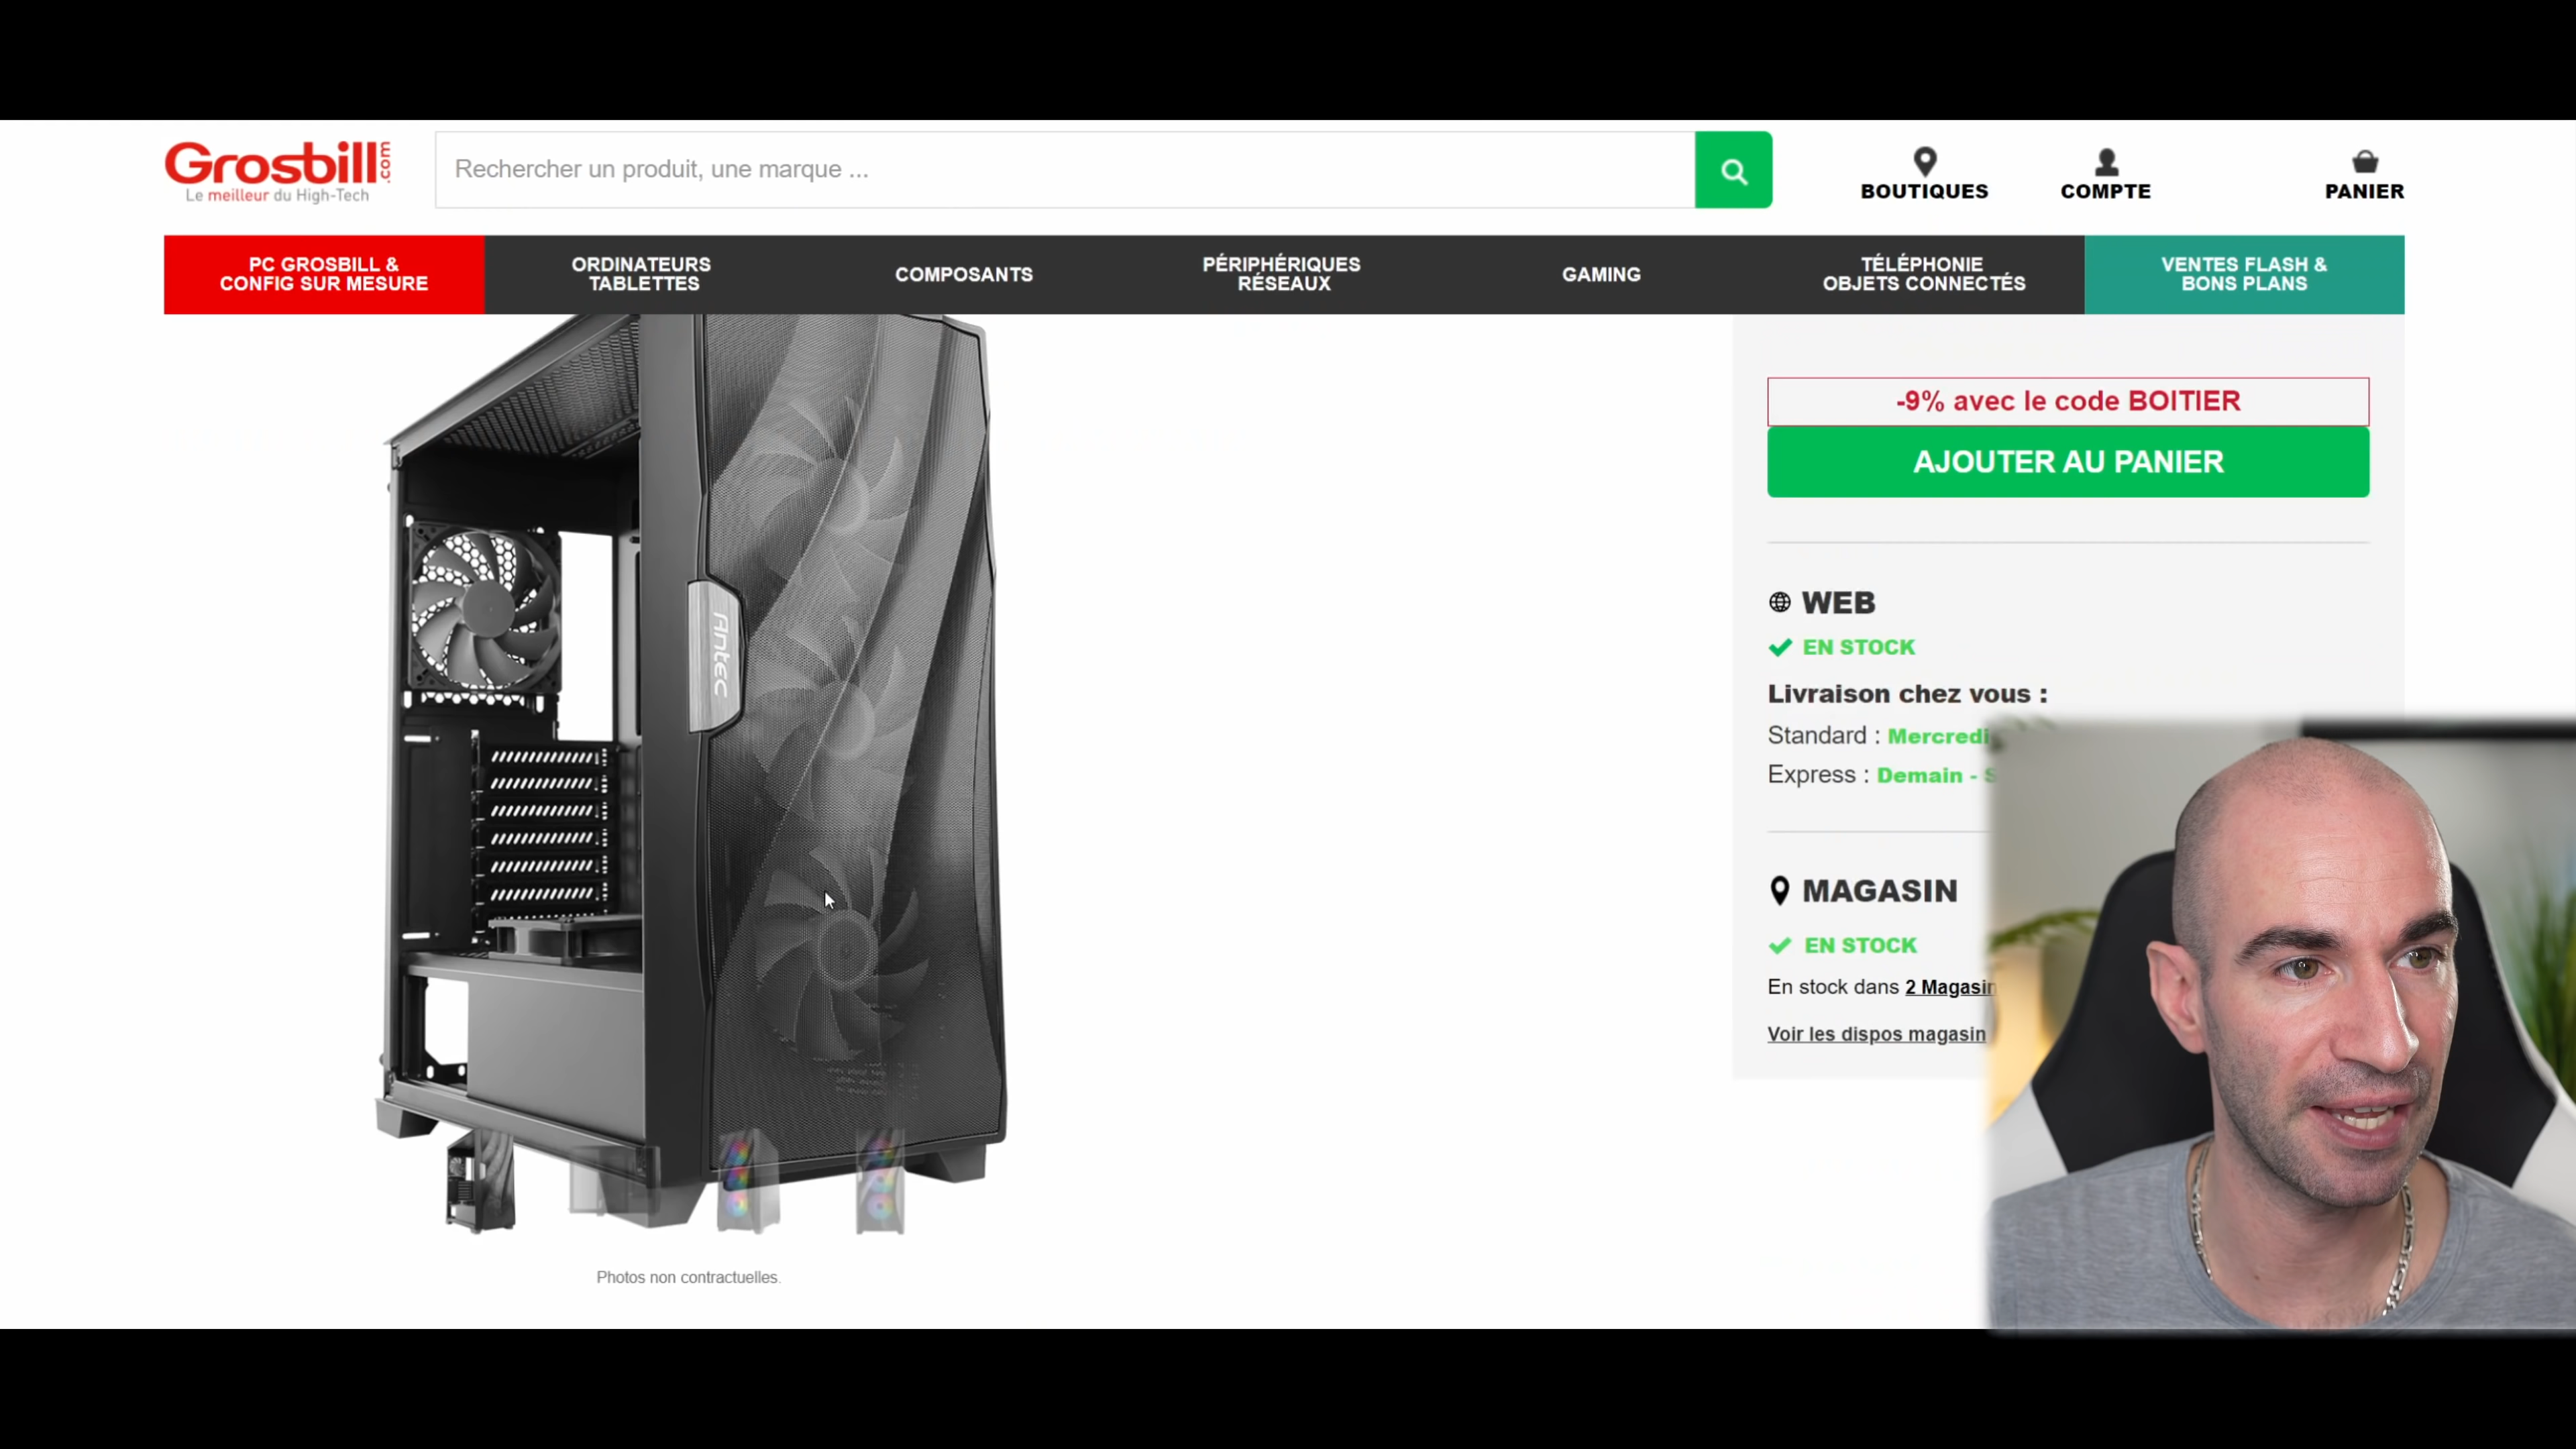 Grosbill.com
Le meilleur du High-Tech
Rechercher un produit, une marque ...
BOUTIQUES
COMPTE
PANIER
PC GROSBILL &
CONFIG SUR MESURE
ORDINATEURS
TABLETTES
COMPOSANTS
PÉRIPHÉRIQUES
RÉSEAUX
GAMING
TÉLÉPHONIE
OBJETS CONNECTÉS
VENTES FLASH &
BONS PLANS
Antec
-9% avec le code BOITIER
AJOUTER AU PANIER
WEB
EN STOCK
Livraison chez vous :
Standard : Mercredi
Express : Demain -
MAGASIN
EN STOCK
En stock dans 2 Magasin
Voir les dispos magasin
Photos non contractuelles.